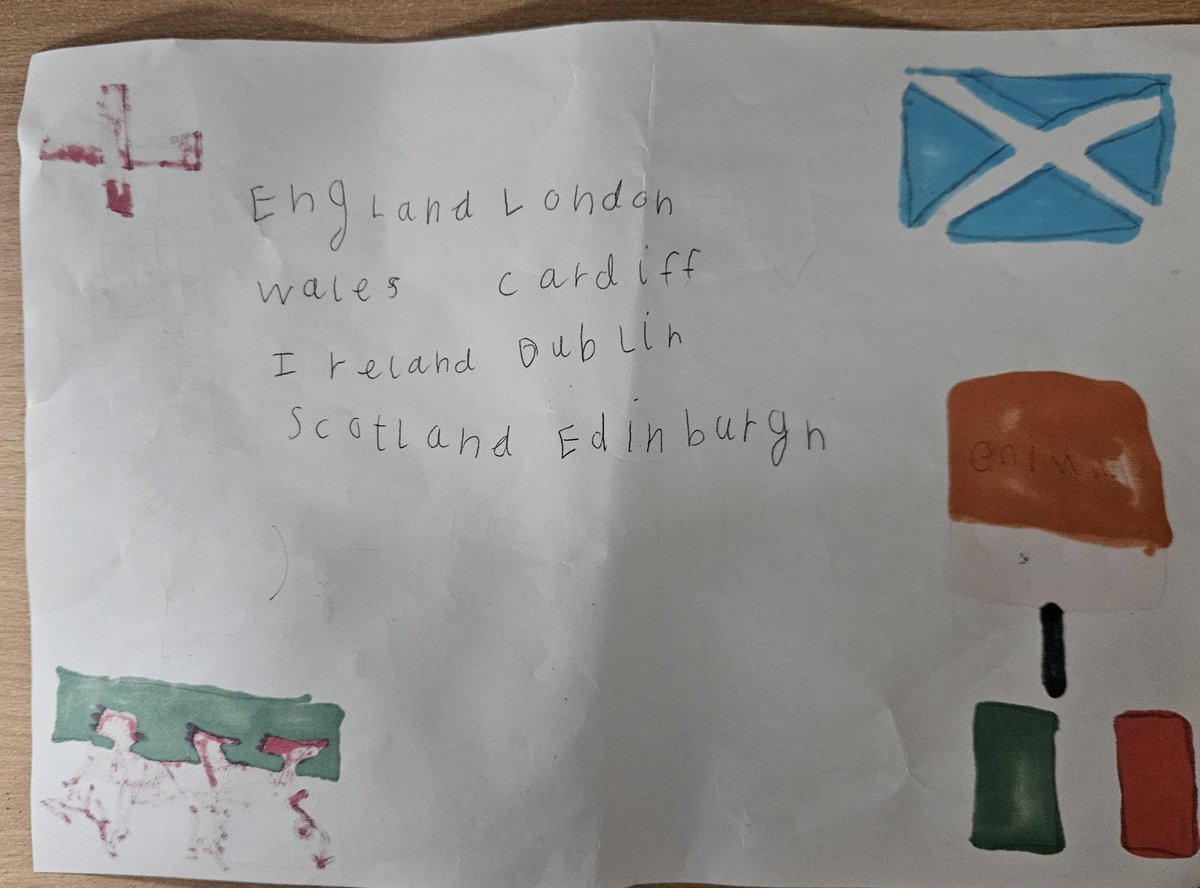 England London
wales cardiff
Ireland Dublin
Scotland Edinburgh